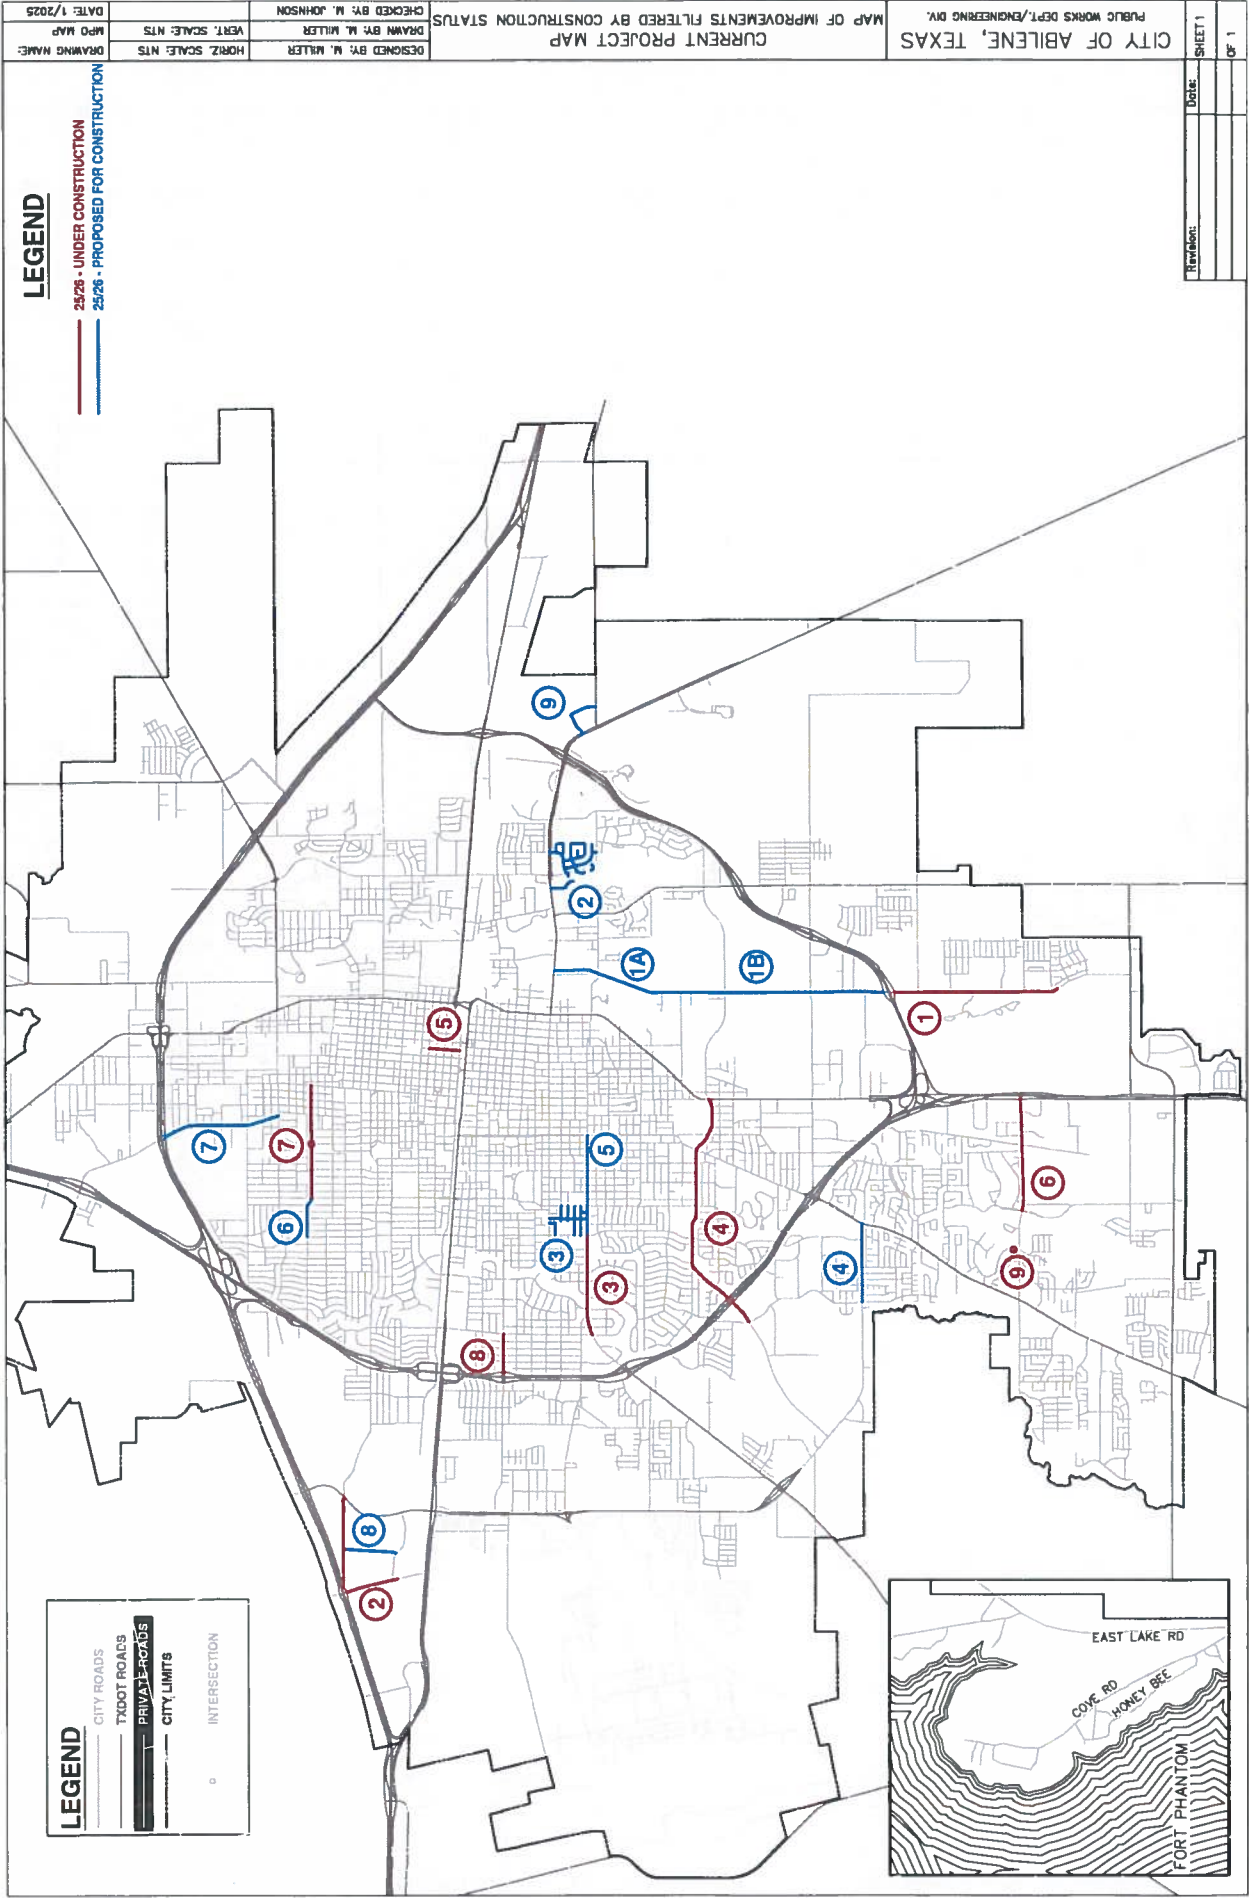 LEGEND
25/26 - UNDER CONSTRUCTION
25/26 - PROPOSED FOR CONSTRUCTION
LEGEND
CITY ROADS
TXDOT ROADS
PRIVATE ROADS
CITY LIMITS
INTERSECTION
1
2
3
4
5
6
7
8
9
1A
1B
2
3
4
5
6
7
8
9
EAST LAKE RD
COVE RD
HONEY BEE
FORT PHANTOM
DRAWING NAME:
MPO MAP
DATE: 1/2025
HORIZ. SCALE: NTS
VERT. SCALE: NTS
DESIGNED BY: M. MILLER
DRAWN BY: M. MILLER
CHECKED BY: M. JOHNSON
CURRENT PROJECT MAP
MAP OF IMPROVEMENTS FILTERED BY CONSTRUCTION STATUS
CITY OF ABILENE, TEXAS
PUBLIC WORKS DEPT./ENGINEERING DIV.
SHEET 1
OF 1
Revision:
Date: